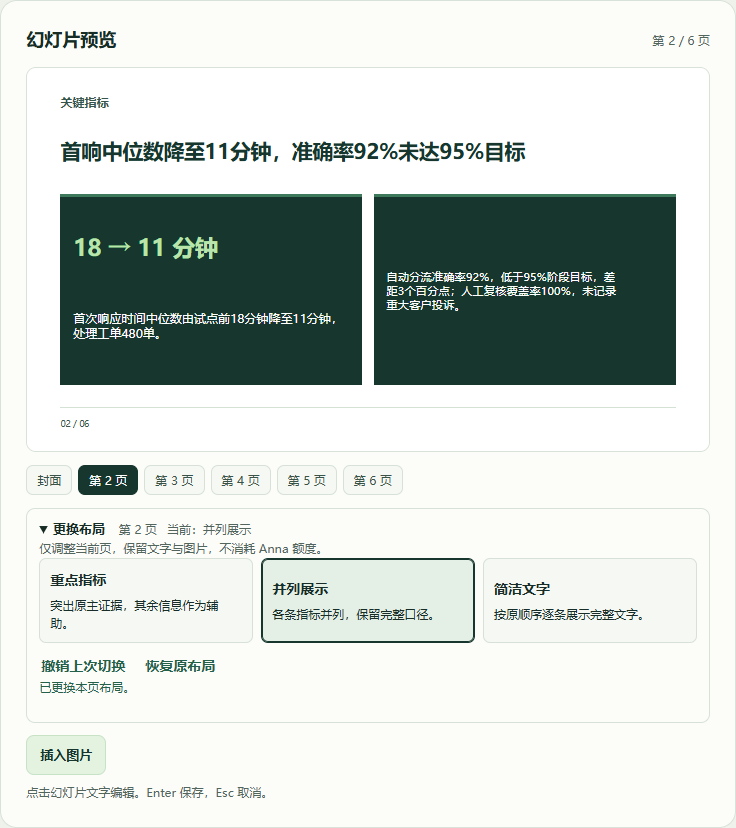 幻灯片预览
第 2 / 6 页
关键指标
首响中位数降至11分钟，准确率92%未达95%目标
18 → 11 分钟
首次响应时间中位数由试点前18分钟降至11分钟，
处理工单480单。
自动分流准确率92%，低于95%阶段目标，差
距3个百分点；人工复核覆盖率100%，未记录
重大客户投诉。
02 / 06
封面
第 2 页
第 3 页
第 4 页
第 5 页
第 6 页
▼ 更换布局 第 2 页 当前：并列展示
仅调整当前页，保留文字与图片，不消耗 Anna 额度。
重点指标
突出原主证据，其余信息作为辅
助。
并列展示
各条指标并列，保留完整口径。
简洁文字
按原顺序逐条展示完整文字。
撤销上次切换
恢复原布局
已更换本页布局。
插入图片
点击幻灯片文字编辑。Enter 保存，Esc 取消。